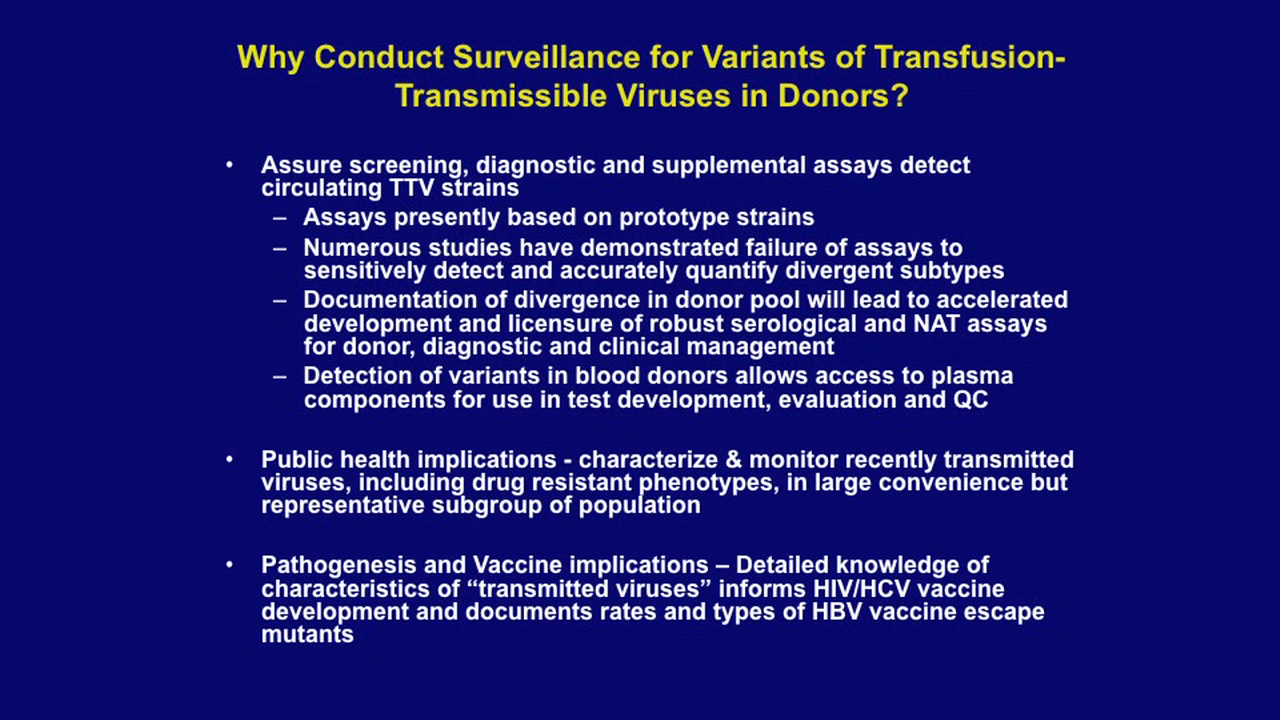 Why Conduct Surveillance for Variants of Transfusion-
Transmissible Viruses in Donors?
• Assure screening, diagnostic and supplemental assays detect
circulating TTV strains
– Assays presently based on prototype strains
– Numerous studies have demonstrated failure of assays to
sensitively detect and accurately quantify divergent subtypes
– Documentation of divergence in donor pool will lead to accelerated
development and licensure of robust serological and NAT assays
for donor, diagnostic and clinical management
– Detection of variants in blood donors allows access to plasma
components for use in test development, evaluation and QC
• Public health implications - characterize & monitor recently transmitted
viruses, including drug resistant phenotypes, in large convenience but
representative subgroup of population
• Pathogenesis and Vaccine implications – Detailed knowledge of
characteristics of “transmitted viruses” informs HIV/HCV vaccine
development and documents rates and types of HBV vaccine escape
mutants